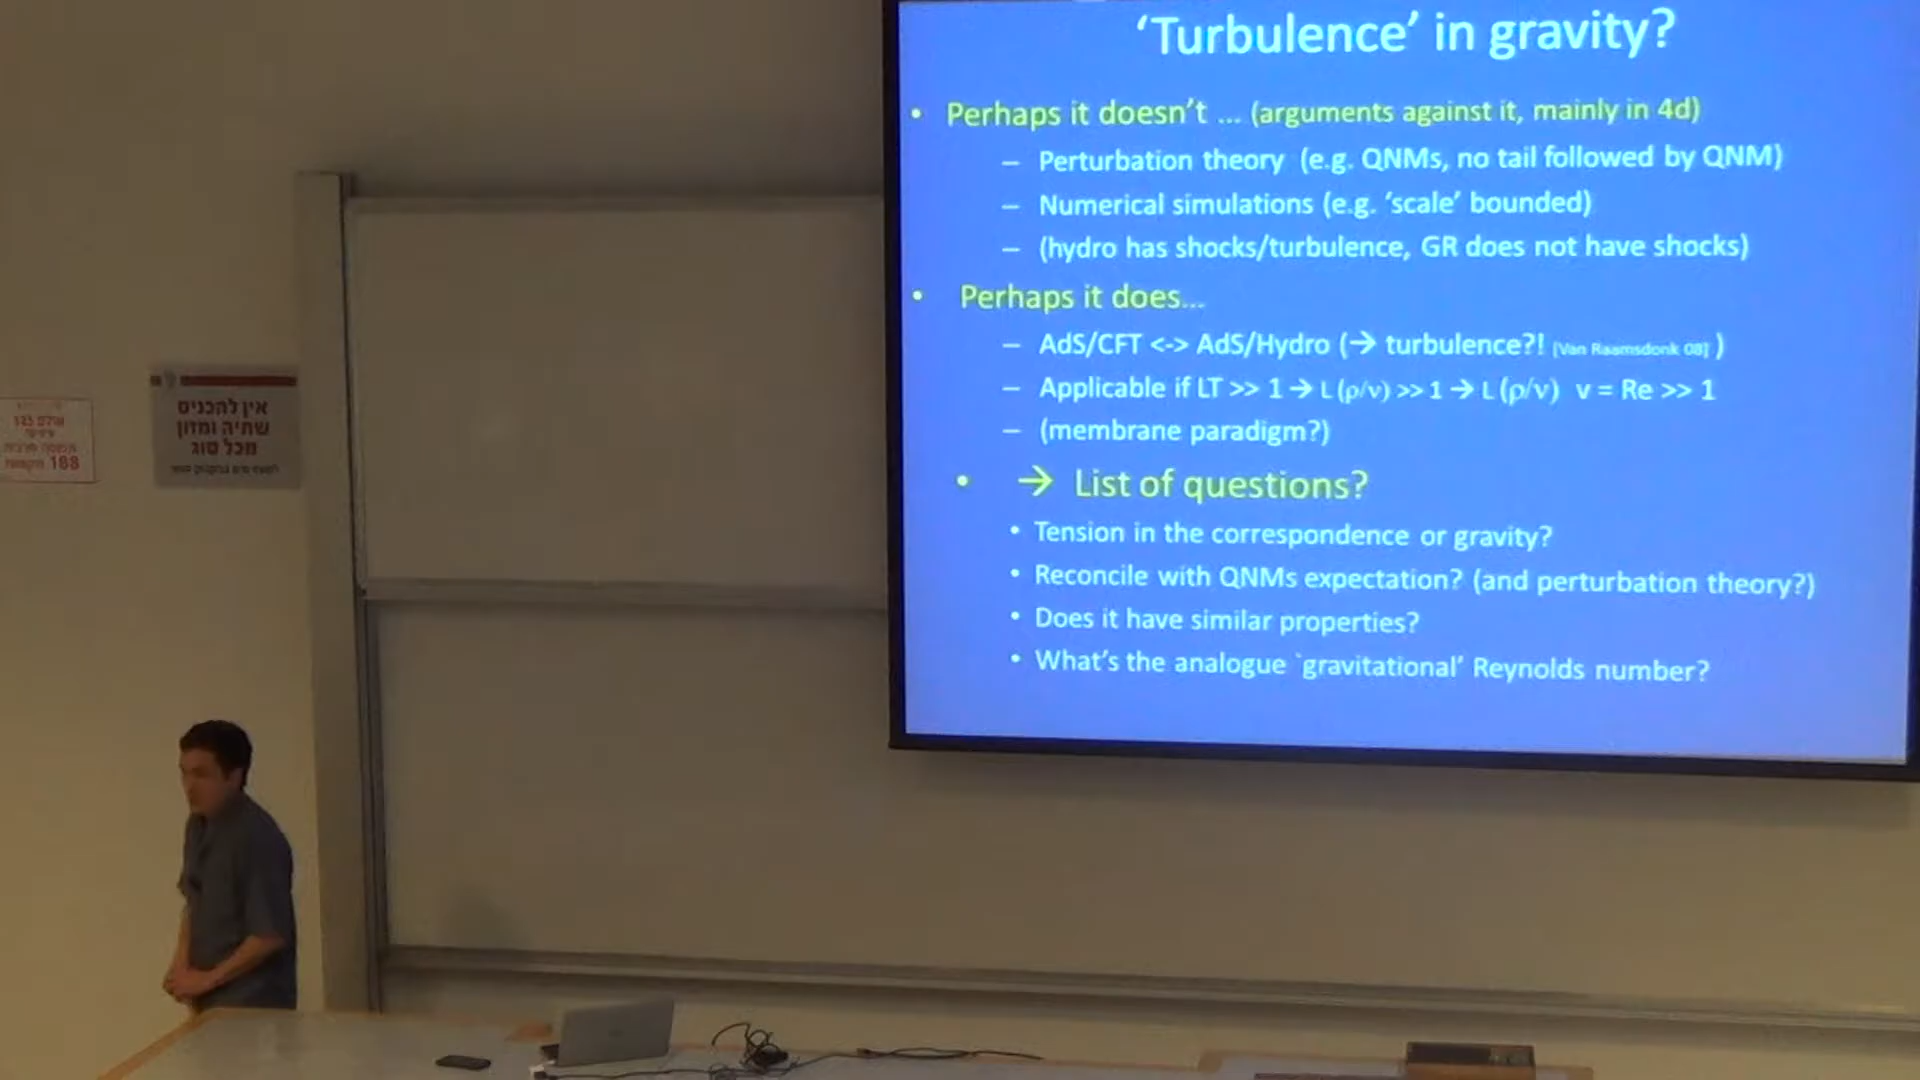 ‘Turbulence’ in gravity?
• Perhaps it doesn’t ... (arguments against it, mainly in 4d)
– Perturbation theory (e.g. QNMs, no tail followed by QNM)
– Numerical simulations (e.g. ‘scale’ bounded)
– (hydro has shocks/turbulence, GR does not have shocks)
• Perhaps it does...
– AdS/CFT <-> AdS/Hydro (→ turbulence?! [Van Raamsdonk 08] )
– Applicable if LT >> 1 → L (ρ/ν) >> 1 → L (ρ/ν) v = Re >> 1
– (membrane paradigm?)
• → List of questions?
• Tension in the correspondence or gravity?
• Reconcile with QNMs expectation? (and perturbation theory?)
• Does it have similar properties?
• What’s the analogue `gravitational’ Reynolds number?
אין להכניס
שתיה ומזון
מכל סוג
188